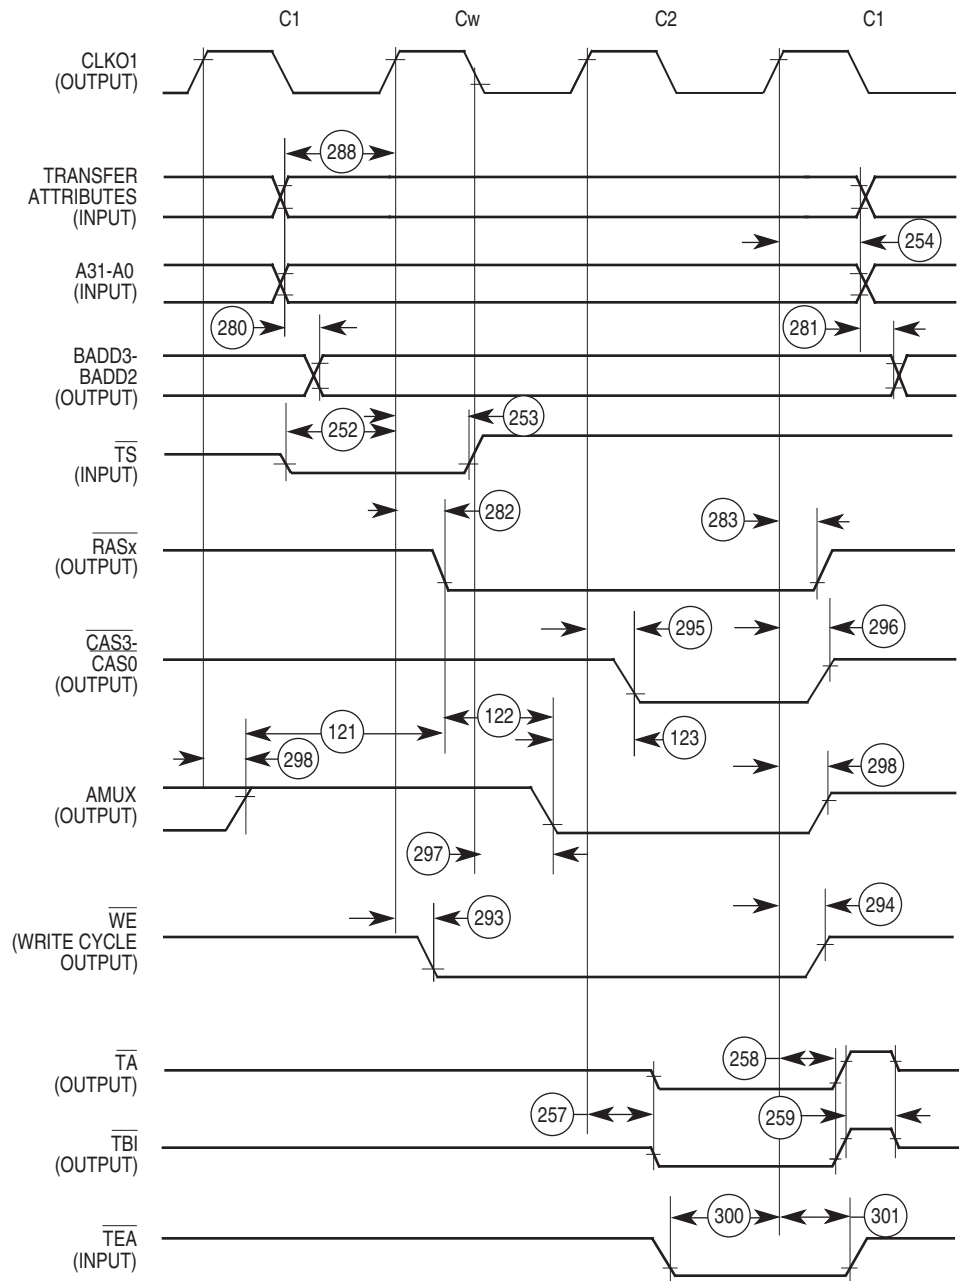 C1 Cw C2 C1
CLKO1
(OUTPUT)
288
TRANSFER
ATTRIBUTES
(INPUT)
254
A31-A0
(INPUT)
280 281
BADD3-
BADD2
(OUTPUT)
252 253
TS
(INPUT)
282 283
RASx
(OUTPUT)
295 296
CAS3-
CAS0
(OUTPUT)
121 122 123
298 298
AMUX
(OUTPUT)
297
293 294
WE
(WRITE CYCLE
OUTPUT)
258
TA
(OUTPUT)
257 259
TBI
(OUTPUT)
300 301
TEA
(INPUT)